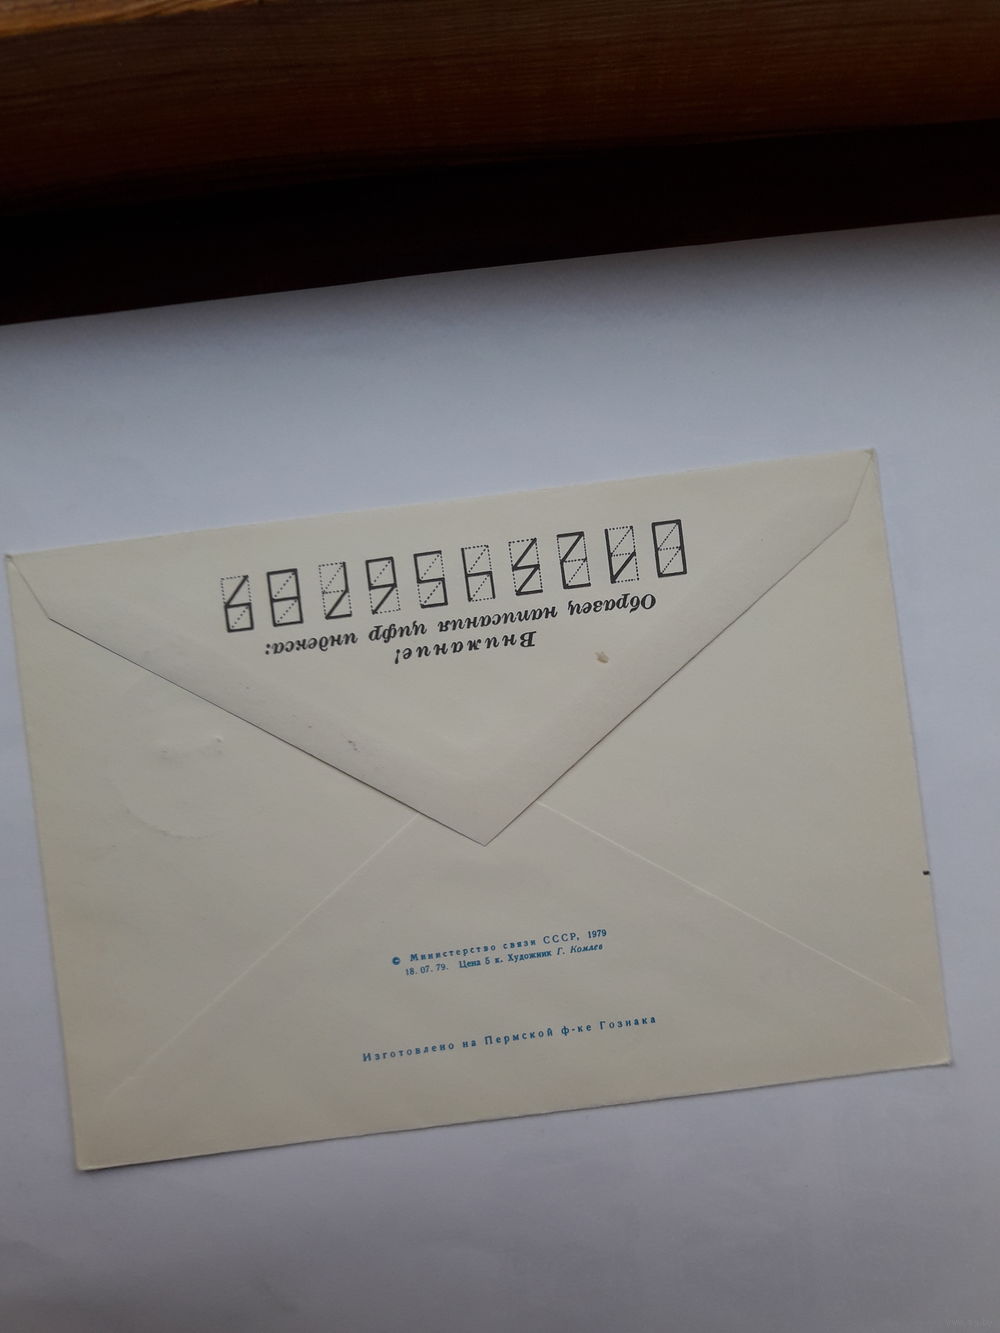 Внимание!
Образец написания цифр индекса:
0123456789
© Министерство связи СССР, 1979
18.07.79. Цена 5 к. Художник Г. Комлев
Изготовлено на Пермской ф-ке Гознака